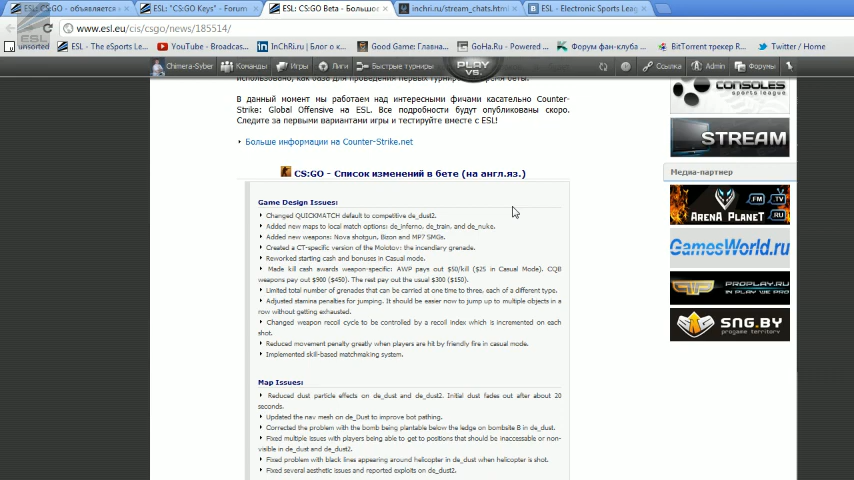 ESL: CS:GO - объявляется
ESL: "CS:GO Keys" - Forum
ESL: CS:GO Beta - Большое
inchri.ru/stream_chats.html
ESL - Electronic Sports Leag
www.esl.eu/cis/csgo/news/185514/
unsorted
ESL - The eSports Le...
YouTube - Broadcas...
InChRi.ru | Блог о к...
Good Game: Главна...
GoHa.Ru - Powered ...
Форум фан-клуба ...
BitTorrent трекер R...
Twitter / Home
ESL
Chimera-Syber
Команды
Игры
Лиги
Быстрые турниры
PLAY VS.
Ссылка
Admin
Форумы
использовано, как база для проведения первых турниров
В данный момент мы работаем над интересными фичами касательно Counter-
Strike: Global Offensive на ESL. Все подробности будут опубликованы скоро.
Следите за первыми вариантами игры и тестируйте вместе с ESL!
Больше информации на Counter-Strike.net
CS:GO - Список изменений в бете (на англ.яз.)
Game Design Issues:
Changed QUICKMATCH default to competitive de_dust2.
Added new maps to local match options: de_inferno, de_train, and de_nuke.
Added new weapons: Nova shotgun, Bizon and MP7 SMGs.
Created a CT-specific version of the Molotov: the incendiary grenade.
Reworked starting cash and bonuses in Casual mode.
Made kill cash awards weapon-specific: AWP pays out $50/kill ($25 in Casual Mode). CQB
weapons pay out $900 ($450). The rest pay out the usual $300 ($150).
Limited total number of grenades that can be carried at one time to three, each of a different type.
Adjusted stamina penalties for jumping. It should be easier now to jump up to multiple objects in a
row without getting exhausted.
Changed weapon recoil cycle to be controlled by a recoil index which is incremented on each
shot.
Reduced movement penalty greatly when players are hit by friendly fire in casual mode.
Implemented skill-based matchmaking system.
Map Issues:
Reduced dust particle effects on de_dust and de_dust2. Initial dust fades out after about 20
seconds.
Updated the nav mesh on de_Dust to improve bot pathing.
Corrected the problem with the bomb being plantable below the ledge on bombsite B in de_dust.
Fixed multiple issues with players being able to get to positions that should be inaccessable or non-
visible in de_dust and de_dust2.
Fixed problem with black lines appearing around helicopter in de_dust when helicopter is shot.
Fixed several aesthetic issues and reported exploits on de_dust2.
CONSOLES
SPORTS LEAGUE
STREAM
Медиа-партнер
ARENA PLANET FM TV RU
GamesWorld.ru
PROPLAY.RU
IN PLAY WE PRO
SNG.BY
progame territory